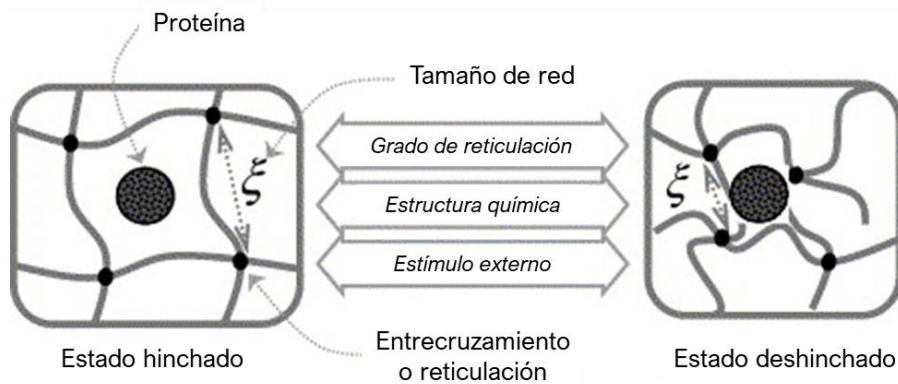 Proteína
Tamaño de red
ξ
Grado de reticulación
Estructura química
Estímulo externo
ξ
Entrecruzamiento
o reticulación
Estado hinchado
Estado deshinchado